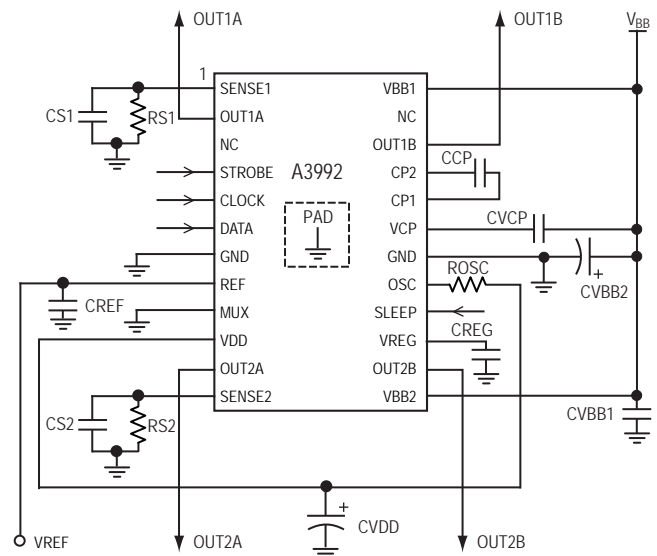 OUT1A
OUT1B
VBB
1
SENSE1
VBB1
CS1
RS1
OUT1A
NC
NC
OUT1B
CCP
STROBE
A3992
CP2
CLOCK
CP1
DATA
PAD
VCP
CVCP
GND
GND
ROSC
REF
OSC
CVBB2
+
CREF
MUX
SLEEP
CREG
VDD
VREG
OUT2A
OUT2B
SENSE2
VBB2
CVBB1
CS2
RS2
+
CVDD
VREF
OUT2A
OUT2B